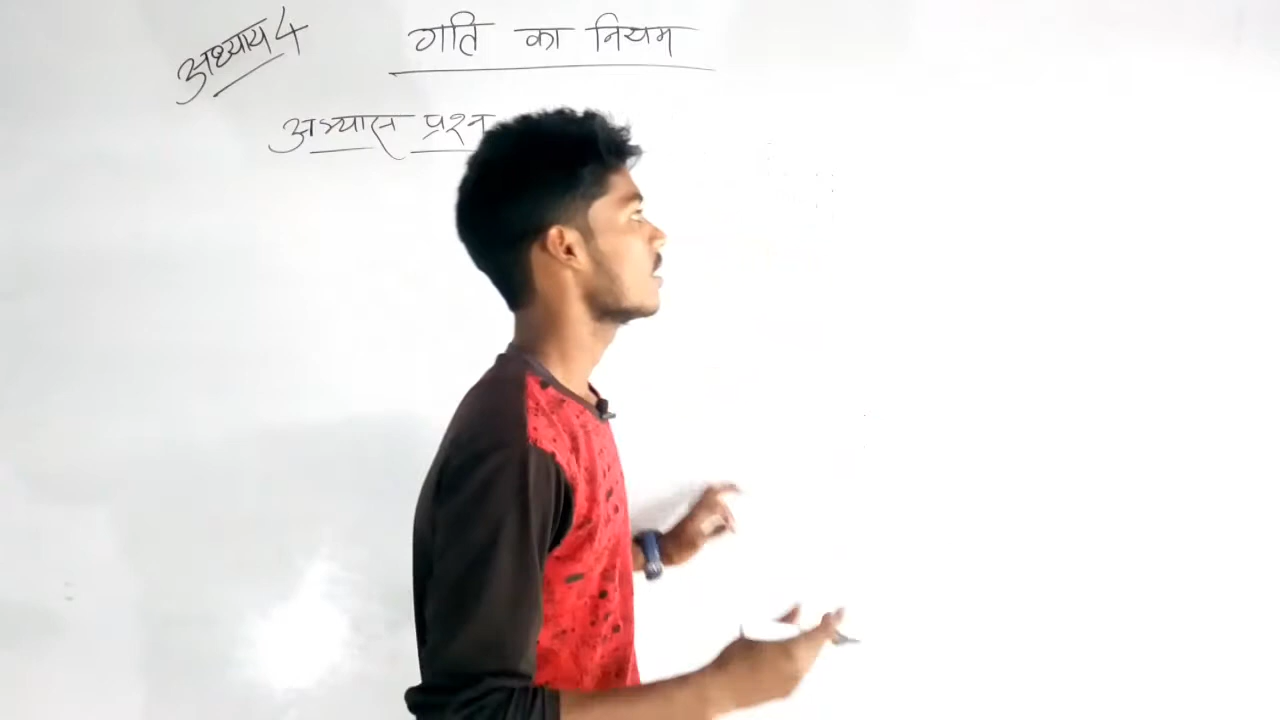 अध्याय 4
गति का नियम
अभ्यास प्रश्न